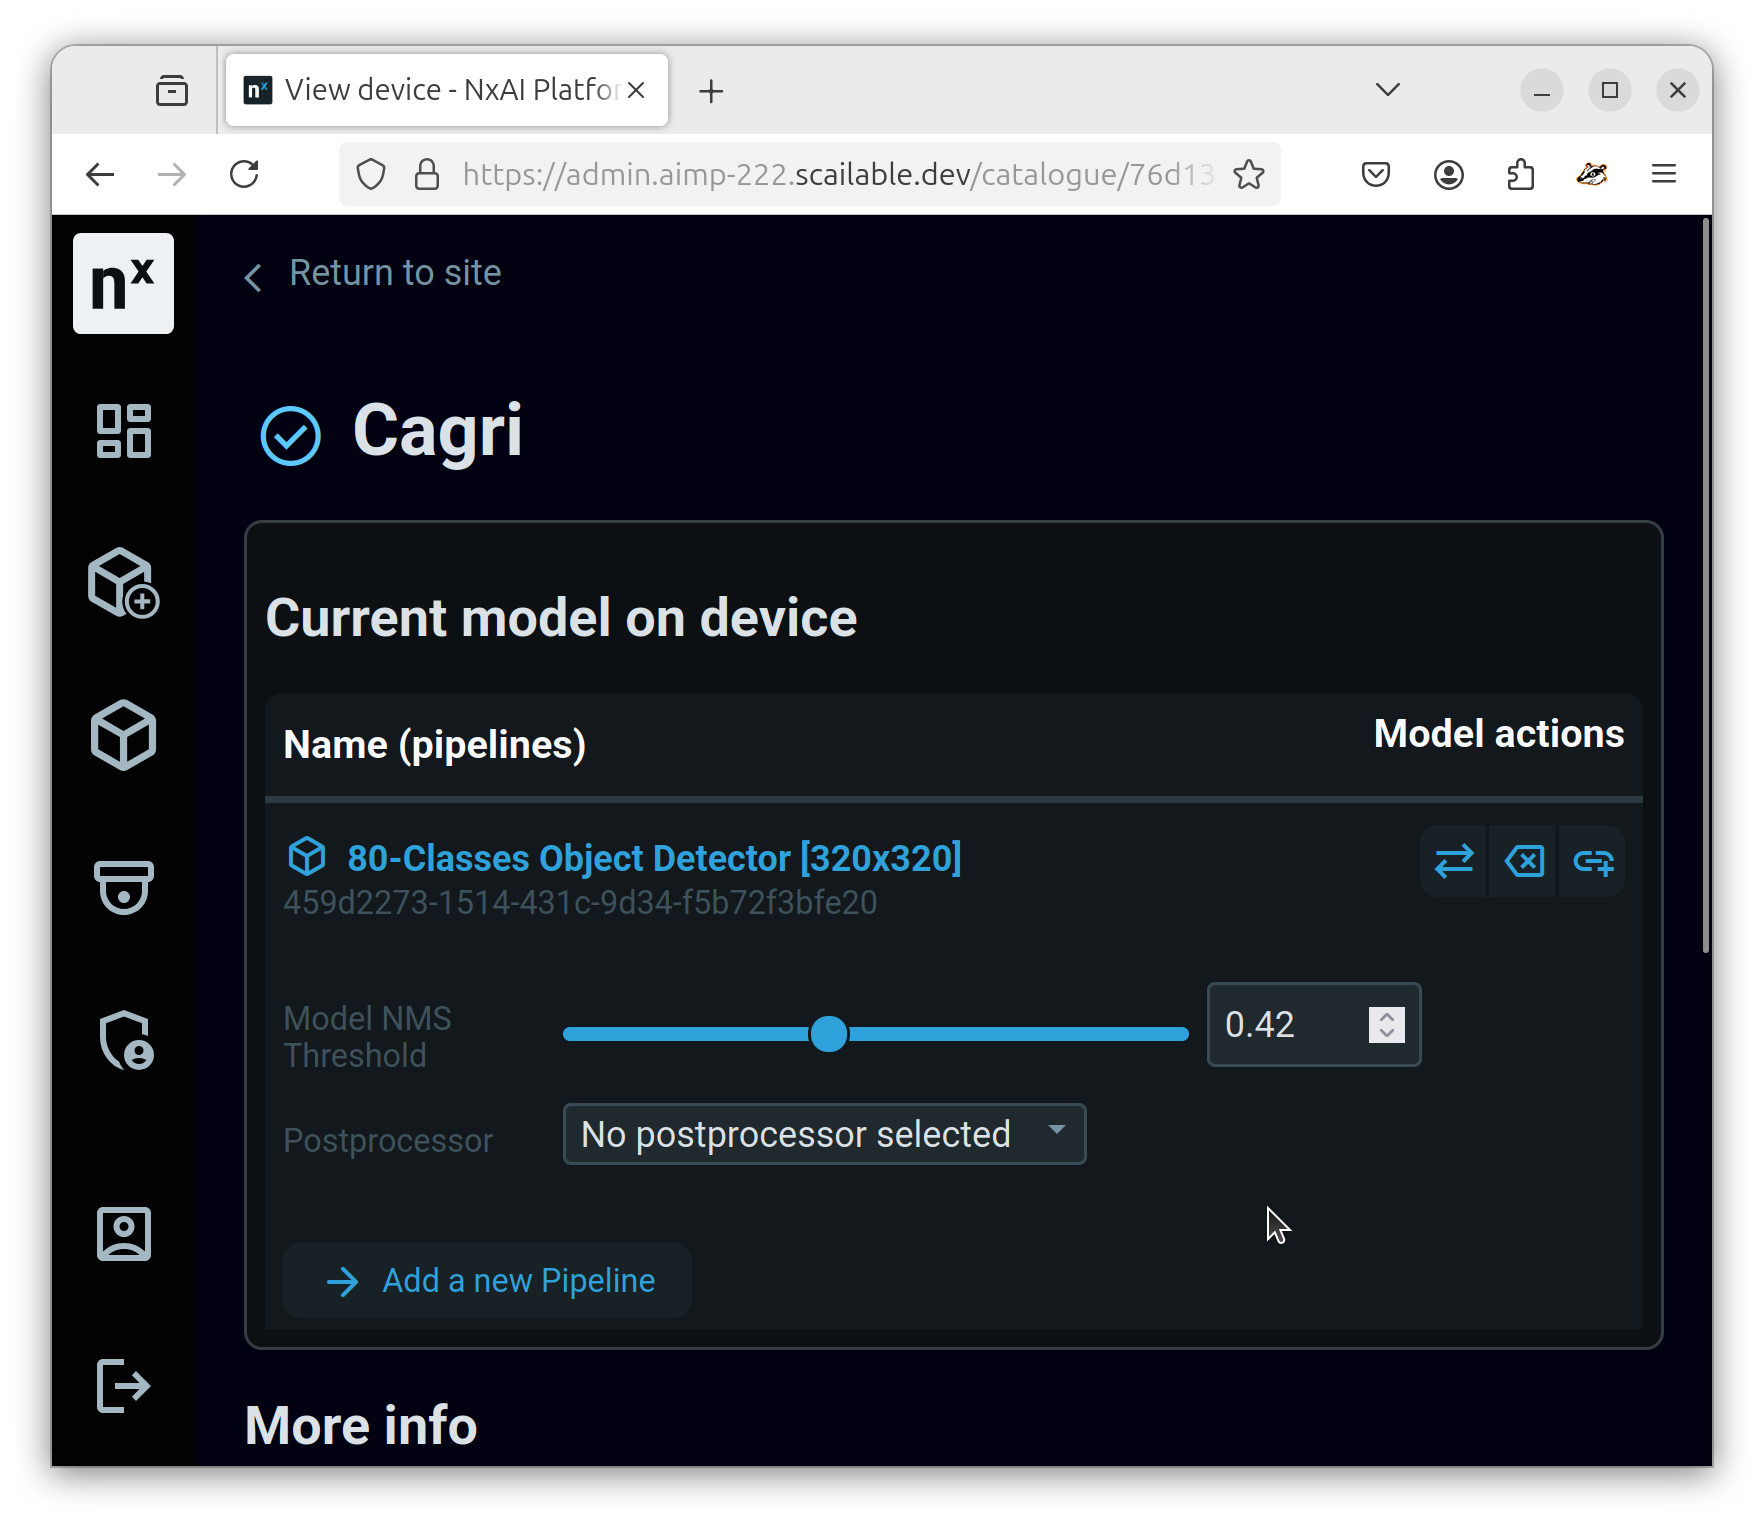 nx View device - NxAI Platfor
https://admin.aimp-222.scailable.dev/catalogue/76d13
nx
Return to site
Cagri
Current model on device
Name (pipelines)
Model actions
80-Classes Object Detector [320x320]
459d2273-1514-431c-9d34-f5b72f3bfe20
Model NMS
Threshold
0.42
Postprocessor
No postprocessor selected
Add a new Pipeline
More info